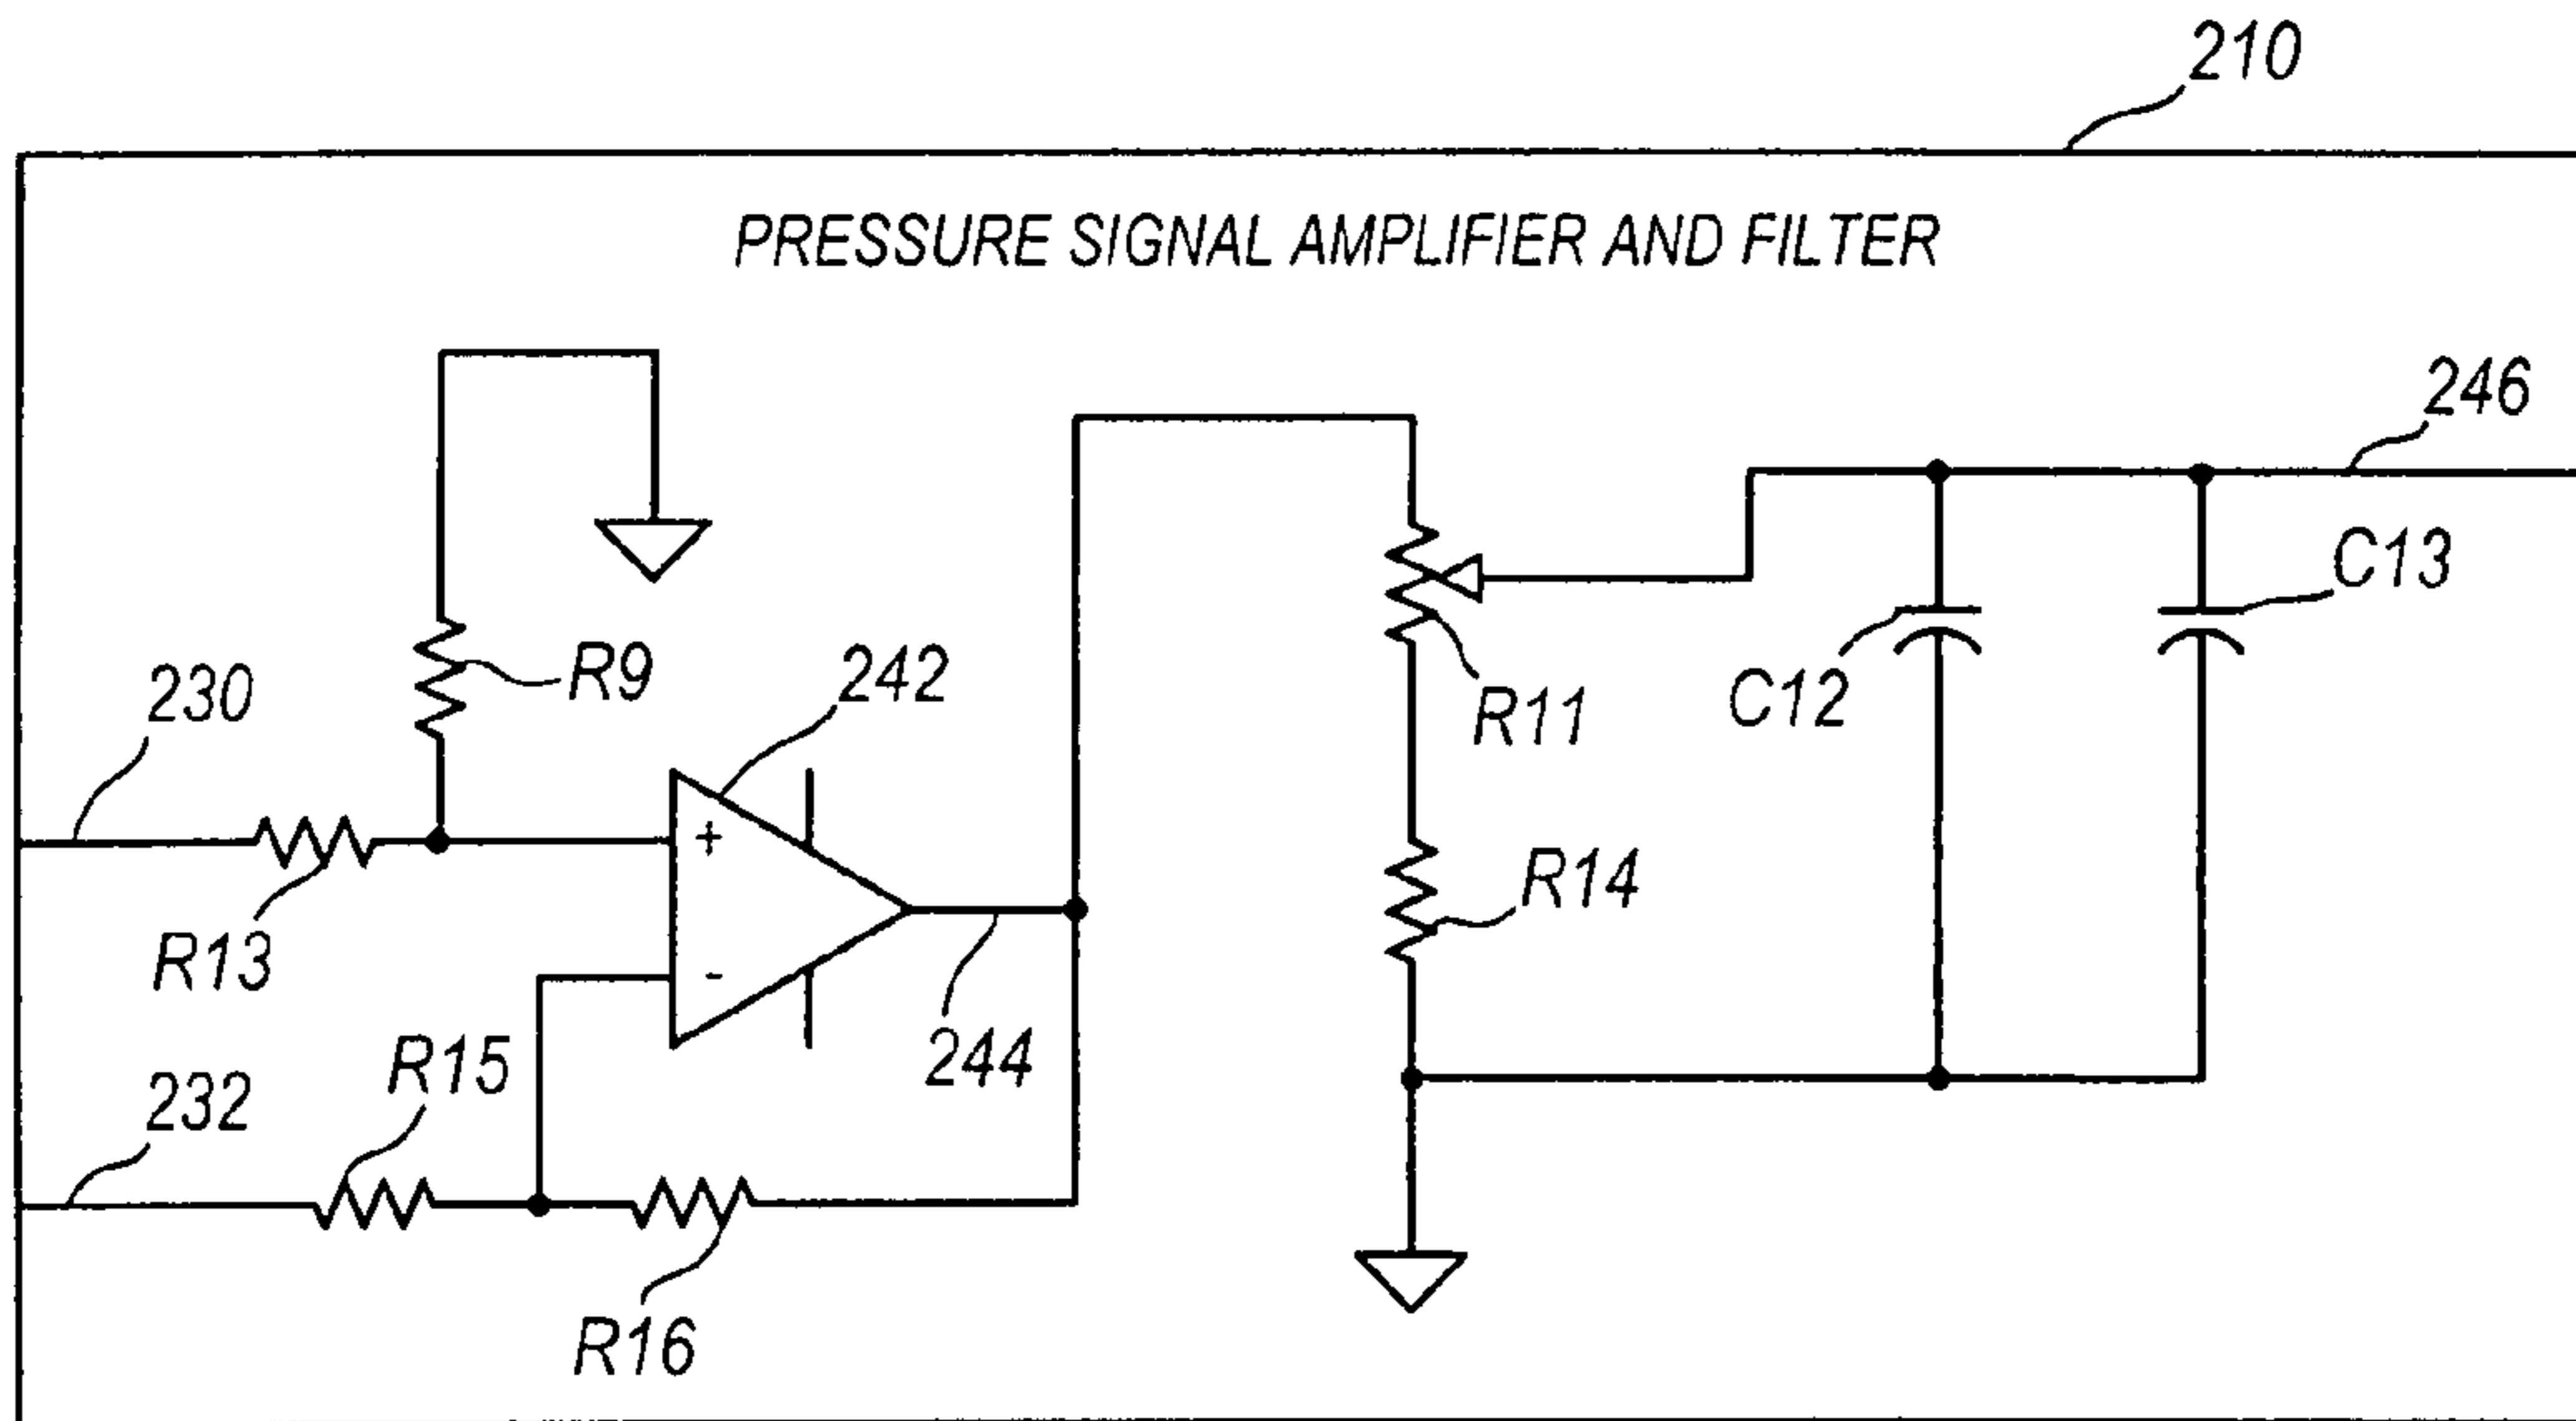 210
PRESSURE SIGNAL AMPLIFIER AND FILTER
246
C13
R9
242
230
C12
R11
+
R14
R13
-
244
R15
232
R16